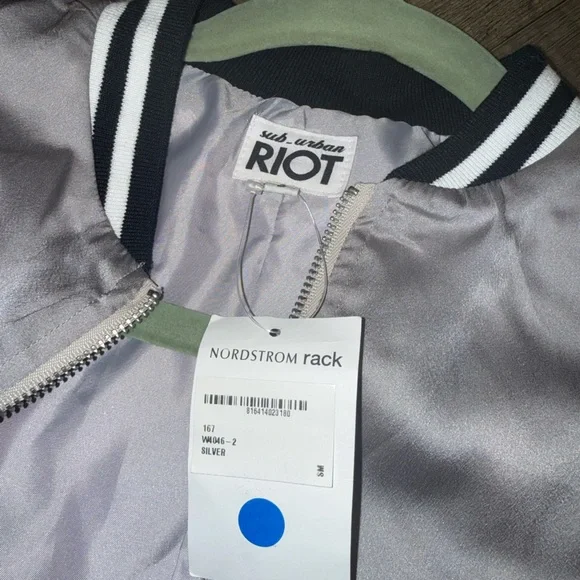 sub_urban
RIOT
NORDSTROM rack
816414023180
167
W4046-2
SILVER
SM